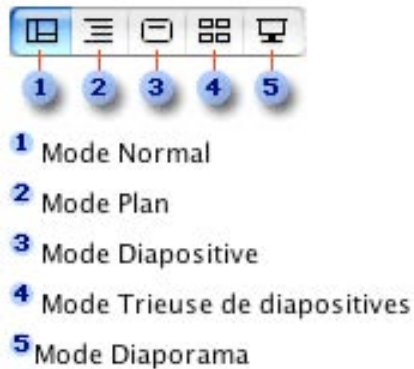 1 2 3 4 5
1 Mode Normal
2 Mode Plan
3 Mode Diapositive
4 Mode Trieuse de diapositives
5 Mode Diaporama